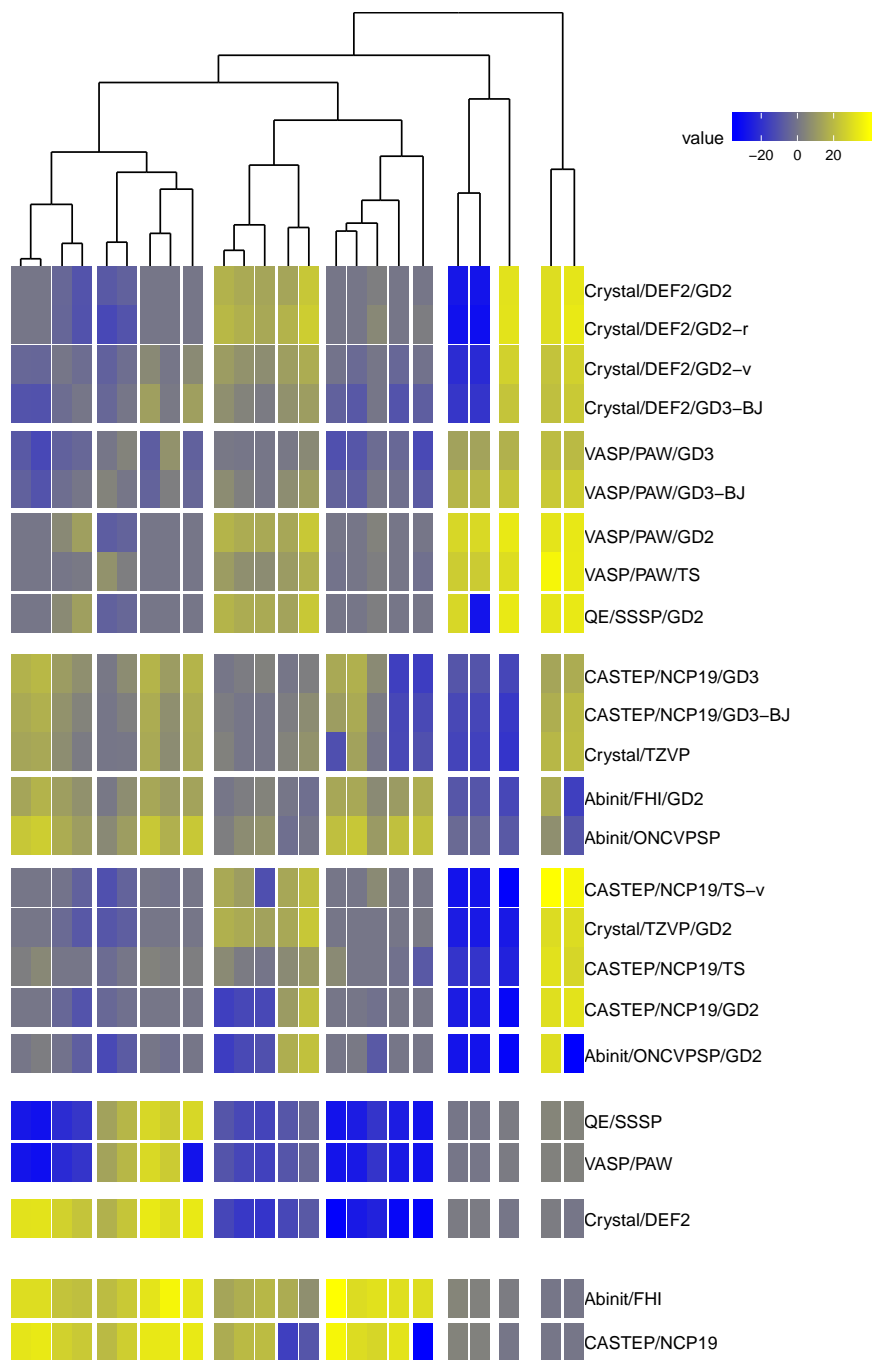 value
−20 0 20
Crystal/DEF2/GD2
Crystal/DEF2/GD2−r
Crystal/DEF2/GD2−v
Crystal/DEF2/GD3−BJ
VASP/PAW/GD3
VASP/PAW/GD3−BJ
VASP/PAW/GD2
VASP/PAW/TS
QE/SSSP/GD2
CASTEP/NCP19/GD3
CASTEP/NCP19/GD3−BJ
Crystal/TZVP
Abinit/FHI/GD2
Abinit/ONCVPSP
CASTEP/NCP19/TS−v
Crystal/TZVP/GD2
CASTEP/NCP19/TS
CASTEP/NCP19/GD2
Abinit/ONCVPSP/GD2
QE/SSSP
VASP/PAW
Crystal/DEF2
Abinit/FHI
CASTEP/NCP19